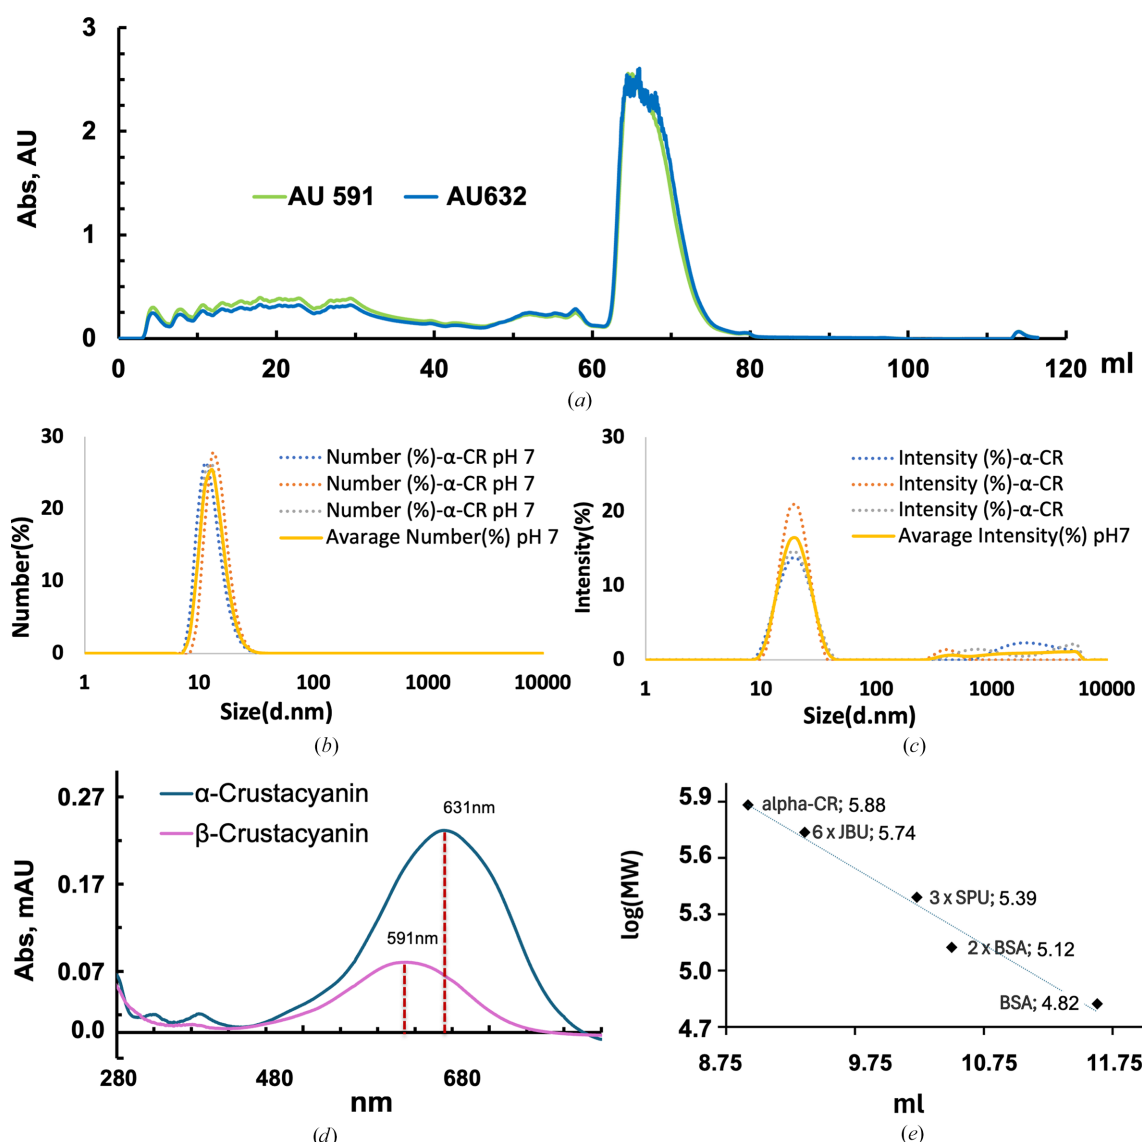 3
2
1
0
Abs, AU
AU 591
AU632
0
20
40
60
80
100
120
ml
(a)
30
20
10
0
Number(%)
Number (%)-α-CR pH 7
Number (%)-α-CR pH 7
Number (%)-α-CR pH 7
Avarage Number(%) pH 7
1
10
100
1000
10000
Size(d.nm)
(b)
30
20
10
0
Intensity(%)
Intensity (%)-α-CR
Intensity (%)-α-CR
Intensity (%)-α-CR
Avarage Intensity(%) pH7
1
10
100
1000
10000
Size(d.nm)
(c)
0.27
0.17
0.07
0.0
Abs, mAU
α-Crustacyanin
β-Crustacyanin
631nm
591nm
280
480
680
nm
(d)
5.9
5.6
5.3
5.0
4.7
log(MW)
alpha-CR; 5.88
6 x JBU; 5.74
3 x SPU; 5.39
2 x BSA; 5.12
BSA; 4.82
8.75
9.75
10.75
11.75
ml
(e)